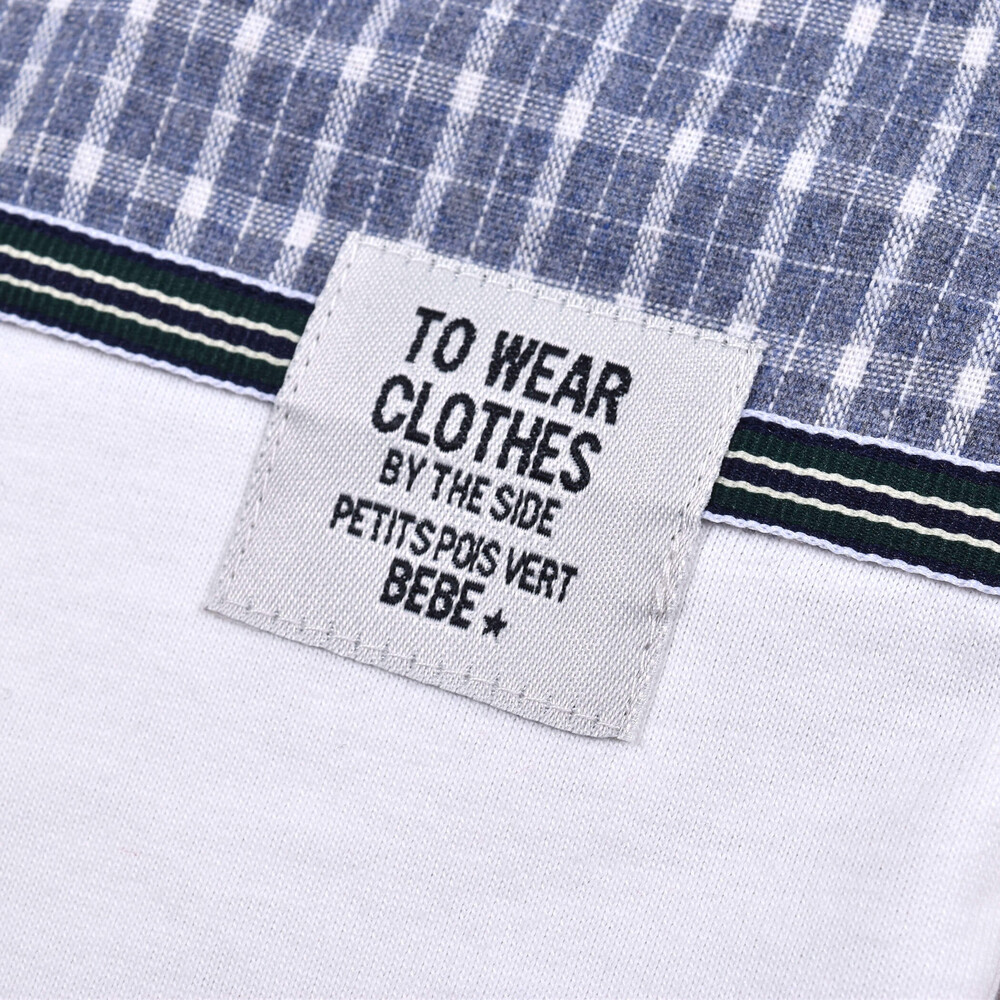 TO WEAR
CLOTHES
BY THE SIDE
PETITS POIS VERT
BEBE★